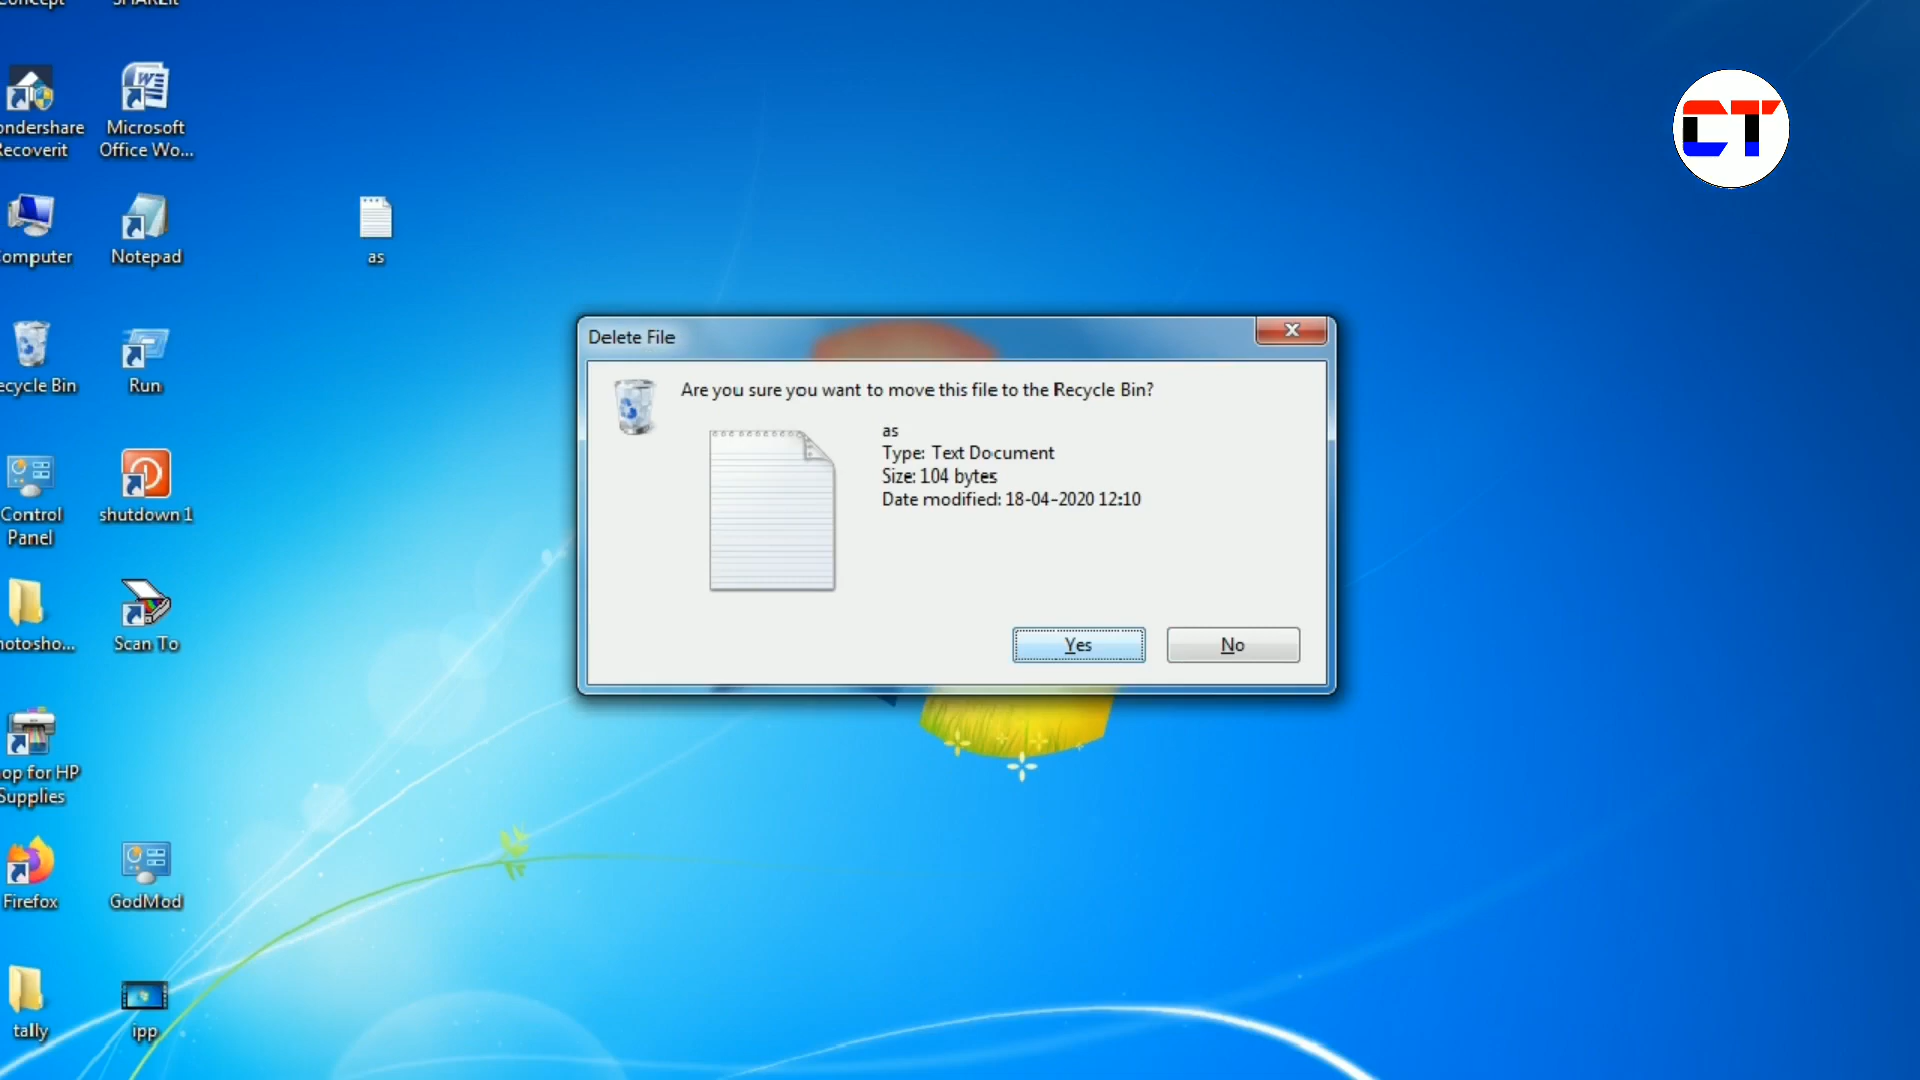 SHAREit
ondershare
Recoverit
Microsoft
Office Wo...
omputer
Notepad
as
ecycle Bin
Run
Control
Panel
shutdown 1
hotosho...
Scan To
op for HP
Supplies
Firefox
GodMod
tally
ipp
CT
Delete File
Are you sure you want to move this file to the Recycle Bin?
as
Type: Text Document
Size: 104 bytes
Date modified: 18-04-2020 12:10
Yes
No